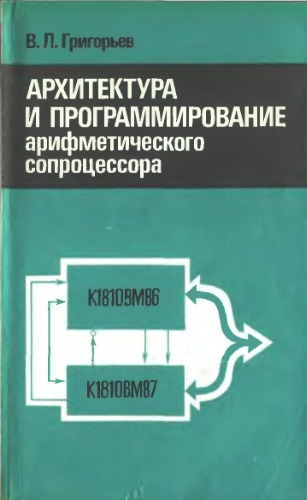 В. Л. Григорьев
АРХИТЕКТУРА
И ПРОГРАММИРОВАНИЕ
арифметического
сопроцессора
К1810ВМ86
К1810ВМ87